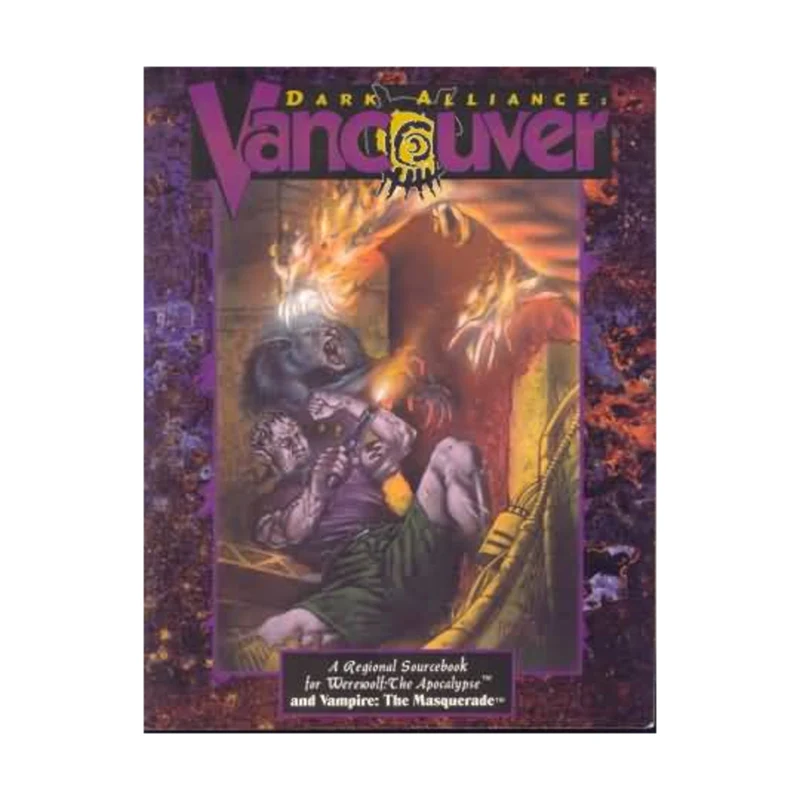 DARK ALLIANCE:
Vancouver
A Regional Sourcebook
for Werewolf: The Apocalypse™
and Vampire: The Masquerade™